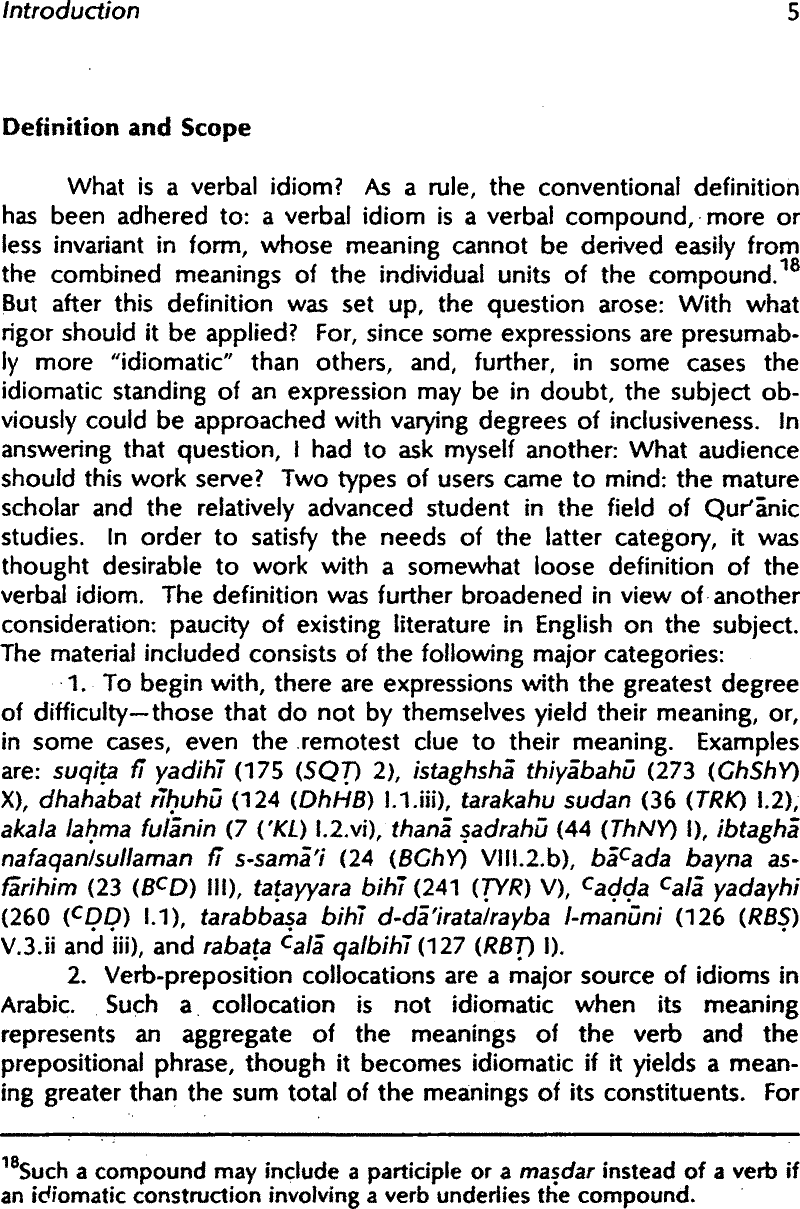 Introduction 5
Definition and Scope
What is a verbal idiom? As a rule, the conventional definition
has been adhered to: a verbal idiom is a verbal compound, more or
less invariant in form, whose meaning cannot be derived easily from
the combined meanings of the individual units of the compound.¹⁸
But after this definition was set up, the question arose: With what
rigor should it be applied? For, since some expressions are presumab-
ly more "idiomatic" than others, and, further, in some cases the
idiomatic standing of an expression may be in doubt, the subject ob-
viously could be approached with varying degrees of inclusiveness. In
answering that question, I had to ask myself another: What audience
should this work serve? Two types of users came to mind: the mature
scholar and the relatively advanced student in the field of Qur'ānic
studies. In order to satisfy the needs of the latter category, it was
thought desirable to work with a somewhat loose definition of the
verbal idiom. The definition was further broadened in view of another
consideration: paucity of existing literature in English on the subject.
The material included consists of the following major categories:
1. To begin with, there are expressions with the greatest degree
of difficulty—those that do not by themselves yield their meaning, or,
in some cases, even the remotest clue to their meaning. Examples
are: suqiṭa fī yadihī (175 (SQṬ) 2), istaghshā thiyābahū (273 (GhShY)
X), dhahabat rīḥuhū (124 (DhHB) I.1.iii), tarakahu sudan (36 (TRK) I.2),
akala laḥma fulānin (7 ('KL) I.2.vi), thanā ṣadrahū (44 (ThNY) I), ibtaghā
nafaqan/sullaman fī s-samā'i (24 (BGhY) VIII.2.b), bāᶜada bayna as-
fārihim (23 (BᶜD) III), taṭayyara bihī (241 (ṬYR) V), ᶜaḍḍa ᶜalā yadayhi
(260 (ᶜḌḌ) I.1), tarabbaṣa bihī d-dā'irata/rayba l-manūni (126 (RBṢ)
V.3.ii and iii), and rabaṭa ᶜalā qalbihī (127 (RBṬ) I).
2. Verb-preposition collocations are a major source of idioms in
Arabic. Such a collocation is not idiomatic when its meaning
represents an aggregate of the meanings of the verb and the
prepositional phrase, though it becomes idiomatic if it yields a mean-
ing greater than the sum total of the meanings of its constituents. For
¹⁸Such a compound may include a participle or a maṣdar instead of a verb if
an idiomatic construction involving a verb underlies the compound.